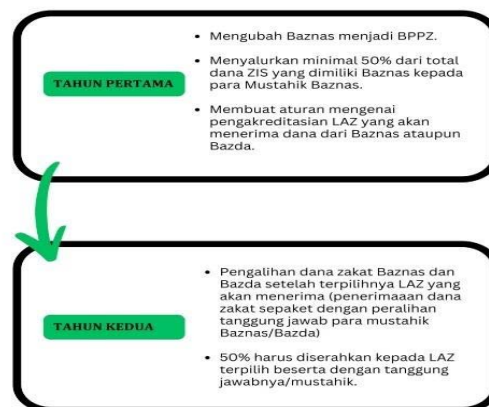 TAHUN PERTAMA
• Mengubah Baznas menjadi BPPZ.
• Menyalurkan minimal 50% dari total
dana ZIS yang dimiliki Baznas kepada
para Mustahik Baznas.
• Membuat aturan mengenai
pengakreditasian LAZ yang akan
menerima dana dari Baznas ataupun
Bazda.
TAHUN KEDUA
• Pengalihan dana zakat Baznas dan
Bazda setelah terpilihnya LAZ yang
akan menerima (penerimaaan dana
zakat sepaket dengan peralihan
tanggung jawab para mustahik
Baznas/Bazda)
• 50% harus diserahkan kepada LAZ
terpilih beserta dengan tanggung
jawabnya/mustahik.